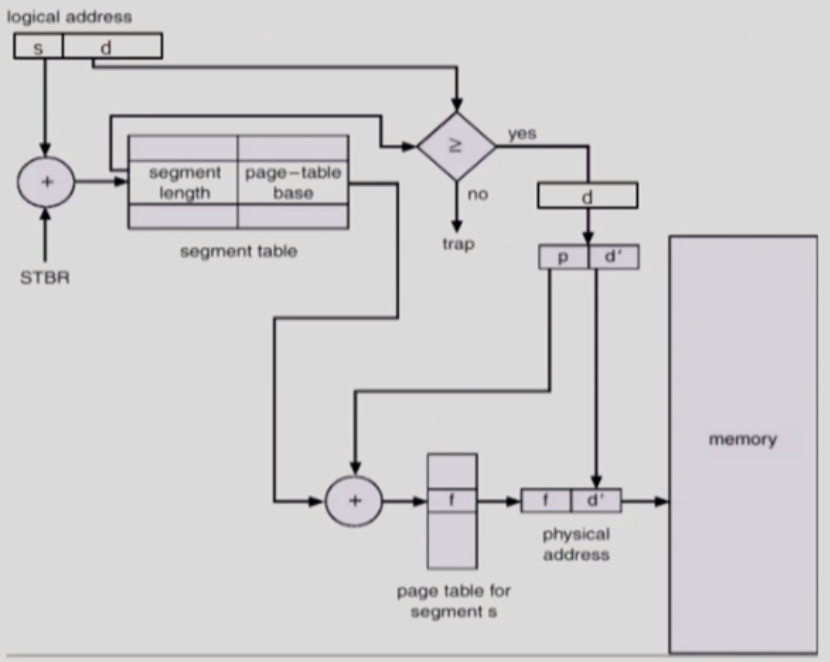 logical address
s d
≥
yes
segment length
page-table base
+
no
d
trap
p d'
segment table
STBR
memory
+
f
f d'
physical address
page table for segment s